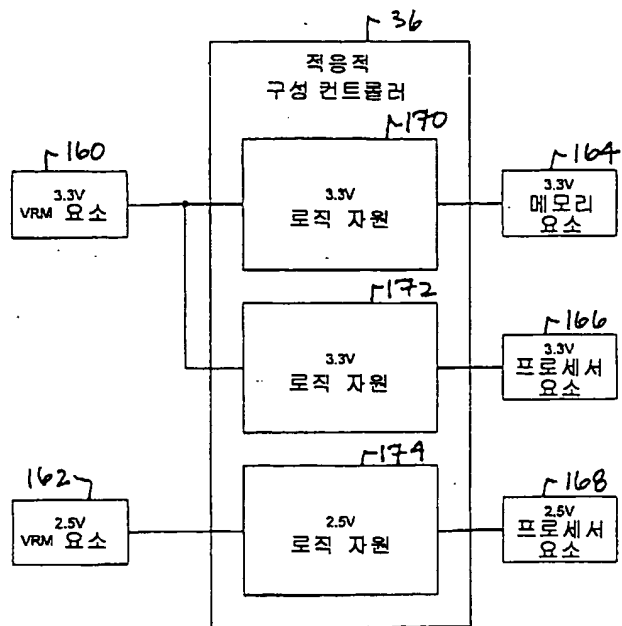 36
적응적
구성 컨트롤러
170
160
3.3V
VRM 요소
3.3V
로직 자원
164
3.3V
메모리
요소
172
3.3V
로직 자원
166
3.3V
프로세서
요소
174
162
2.5V
VRM 요소
2.5V
로직 자원
168
2.5V
프로세서
요소